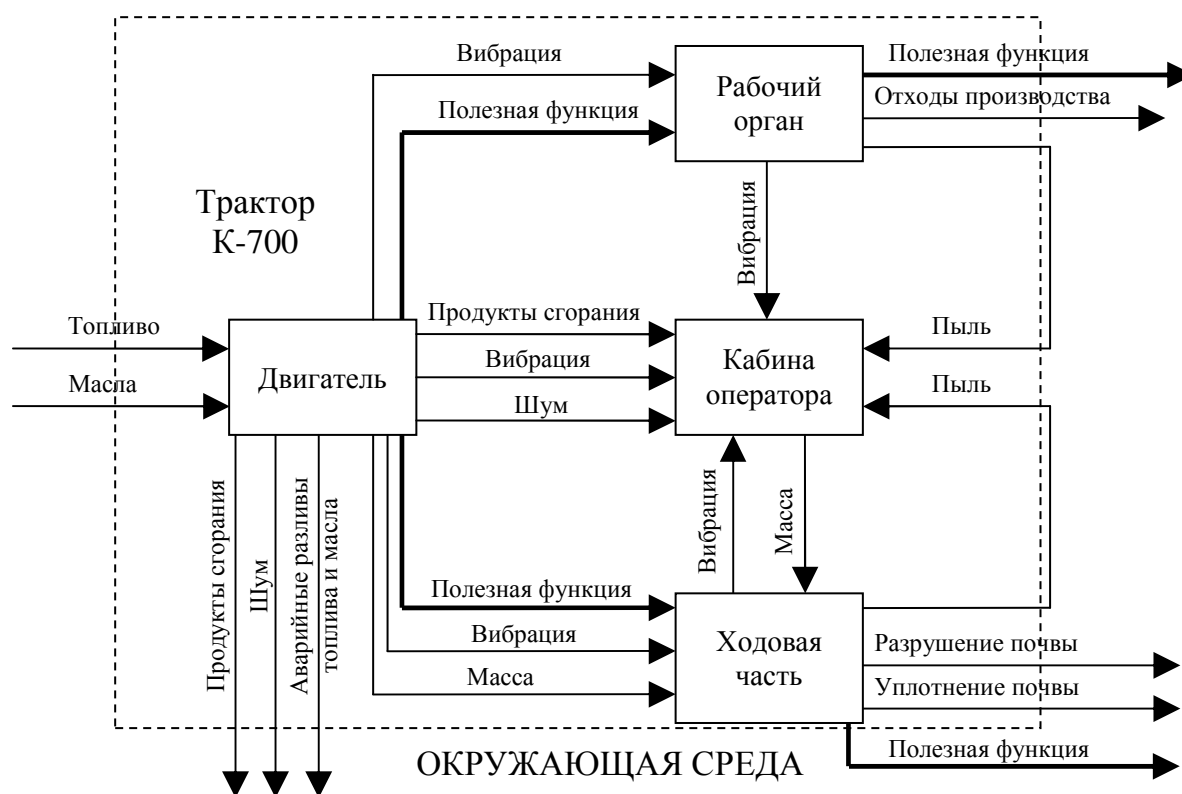 Вибрация
Полезная функция
Рабочий
орган
Полезная функция
Отходы производства
Трактор
К-700
Вибрация
Топливо
Масла
Двигатель
Продукты сгорания
Вибрация
Шум
Кабина
оператора
Пыль
Пыль
Продукты сгорания
Шум
Аварийные разливы
топлива и масла
Вибрация
Масса
Полезная функция
Вибрация
Масса
Ходовая
часть
Разрушение почвы
Уплотнение почвы
Полезная функция
ОКРУЖАЮЩАЯ СРЕДА